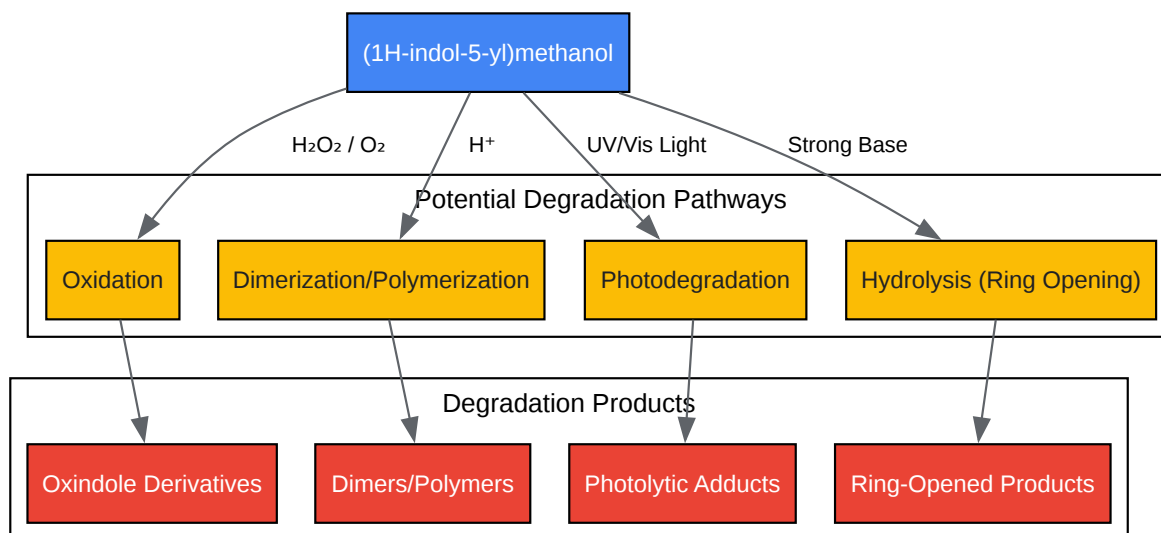 (1H-indol-5-yl)methanol
H₂O₂ / O₂
H⁺
UV/Vis Light
Strong Base
Potential Degradation Pathways
Oxidation
Dimerization/Polymerization
Photodegradation
Hydrolysis (Ring Opening)
Degradation Products
Oxindole Derivatives
Dimers/Polymers
Photolytic Adducts
Ring-Opened Products